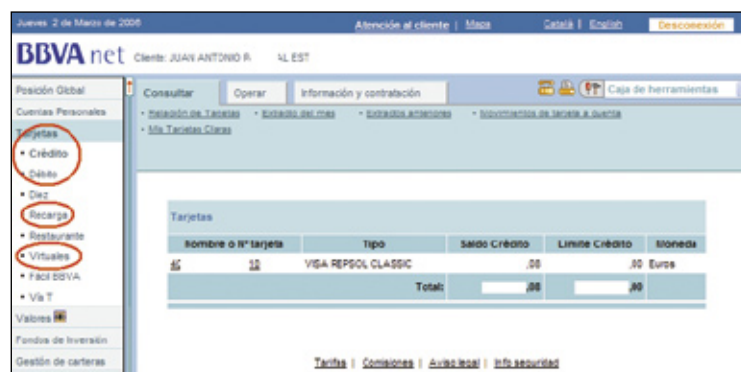 Jueves 2 de Marzo de 2006
Atención al cliente | Mapa Català | English Desconexión
BBVA net Cliente: JUAN ANTONIO
Posición Global
Cuentas Personales
Tarjetas
• Crédito
• Débito
• Diez
Recarga
• Restaurante
• Virtuales
• Fácil BBVA
• Vía T
Valores
Fondos de Inversión
Gestión de carteras
Consultar Operar Información y contratación Caja de herramientas
• Relación de Tarjetas • Extracto del mes • Extractos anteriores • Movimientos de tarjeta a cuenta
• Mis Tarjetas Claras
Tarjetas
Nombre o Nº tarjeta Tipo Saldo Crédito Limite Crédito Moneda
VISA REPSOL CLASSIC ,00 ,00 Euros
Total: ,00 ,00
Tarifas | Comisiones | Aviso legal | Info seguridad